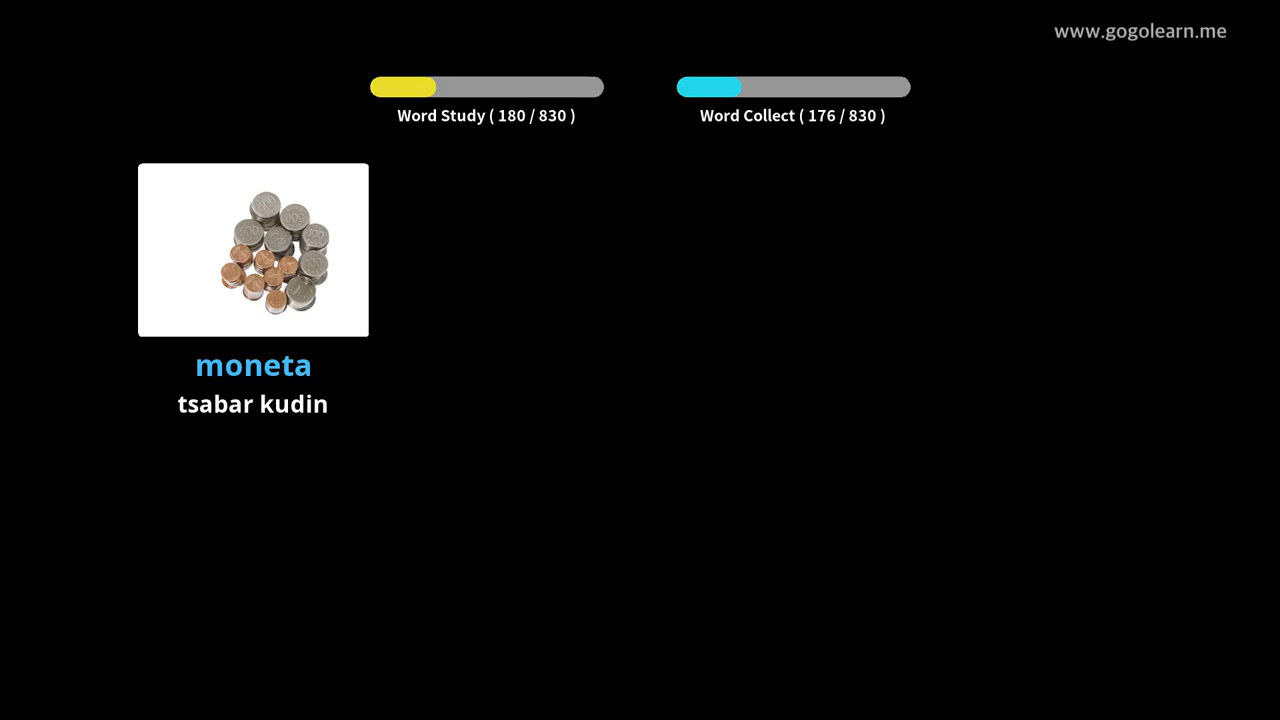 www.gogolearn.me
Word Study ( 180 / 830 )
Word Collect ( 176 / 830 )
moneta
tsabar kudin